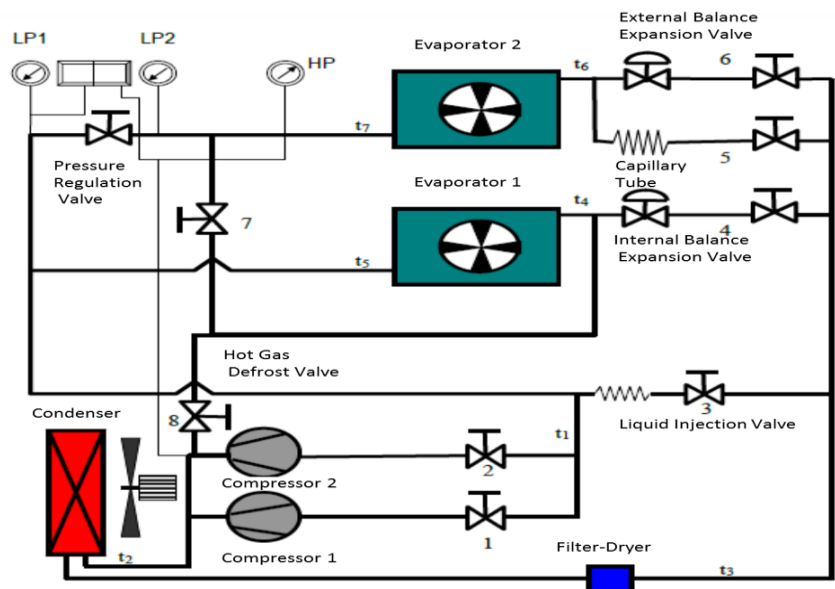 LP1
LP2
HP
Evaporator 2
External Balance
Expansion Valve
t6
6
t7
Pressure
Regulation
Valve
5
Capillary
Tube
Evaporator 1
t4
7
4
Internal Balance
Expansion Valve
t5
Hot Gas
Defrost Valve
Condenser
8
3
Liquid Injection Valve
t1
2
Compressor 2
1
Compressor 1
t2
Filter-Dryer
t3